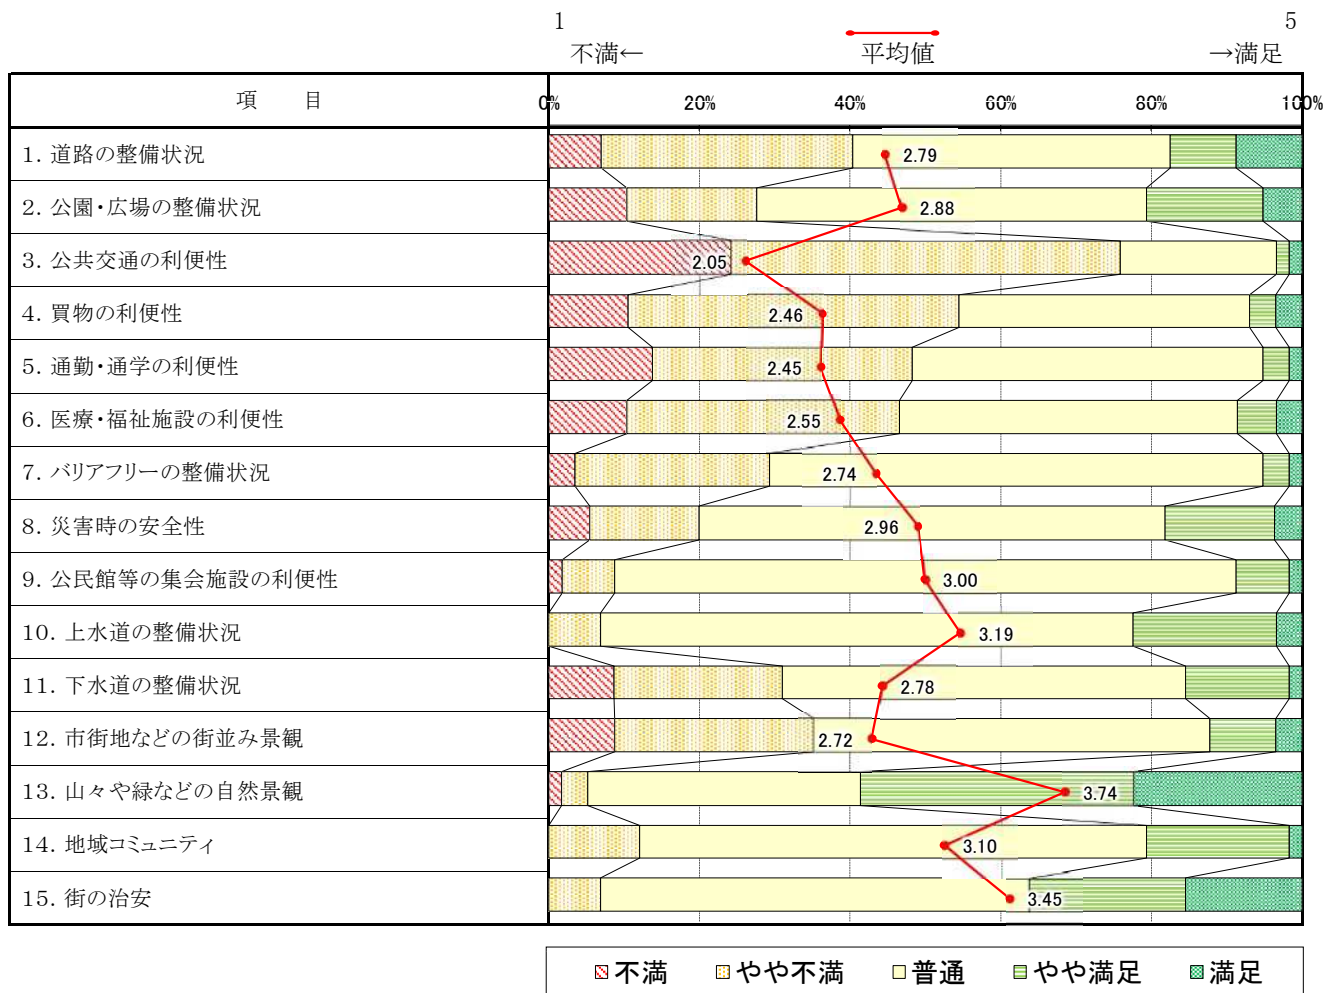 1 5
不満← 平均値 →満足
項 目 0% 20% 40% 60% 80% 100%
1. 道路の整備状況 2.79
2. 公園・広場の整備状況 2.88
3. 公共交通の利便性 2.05
4. 買物の利便性 2.46
5. 通勤・通学の利便性 2.45
6. 医療・福祉施設の利便性 2.55
7. バリアフリーの整備状況 2.74
8. 災害時の安全性 2.96
9. 公民館等の集会施設の利便性 3.00
10. 上水道の整備状況 3.19
11. 下水道の整備状況 2.78
12. 市街地などの街並み景観 2.72
13. 山々や緑などの自然景観 3.74
14. 地域コミュニティ 3.10
15. 街の治安 3.45
不満 やや不満 普通 やや満足 満足